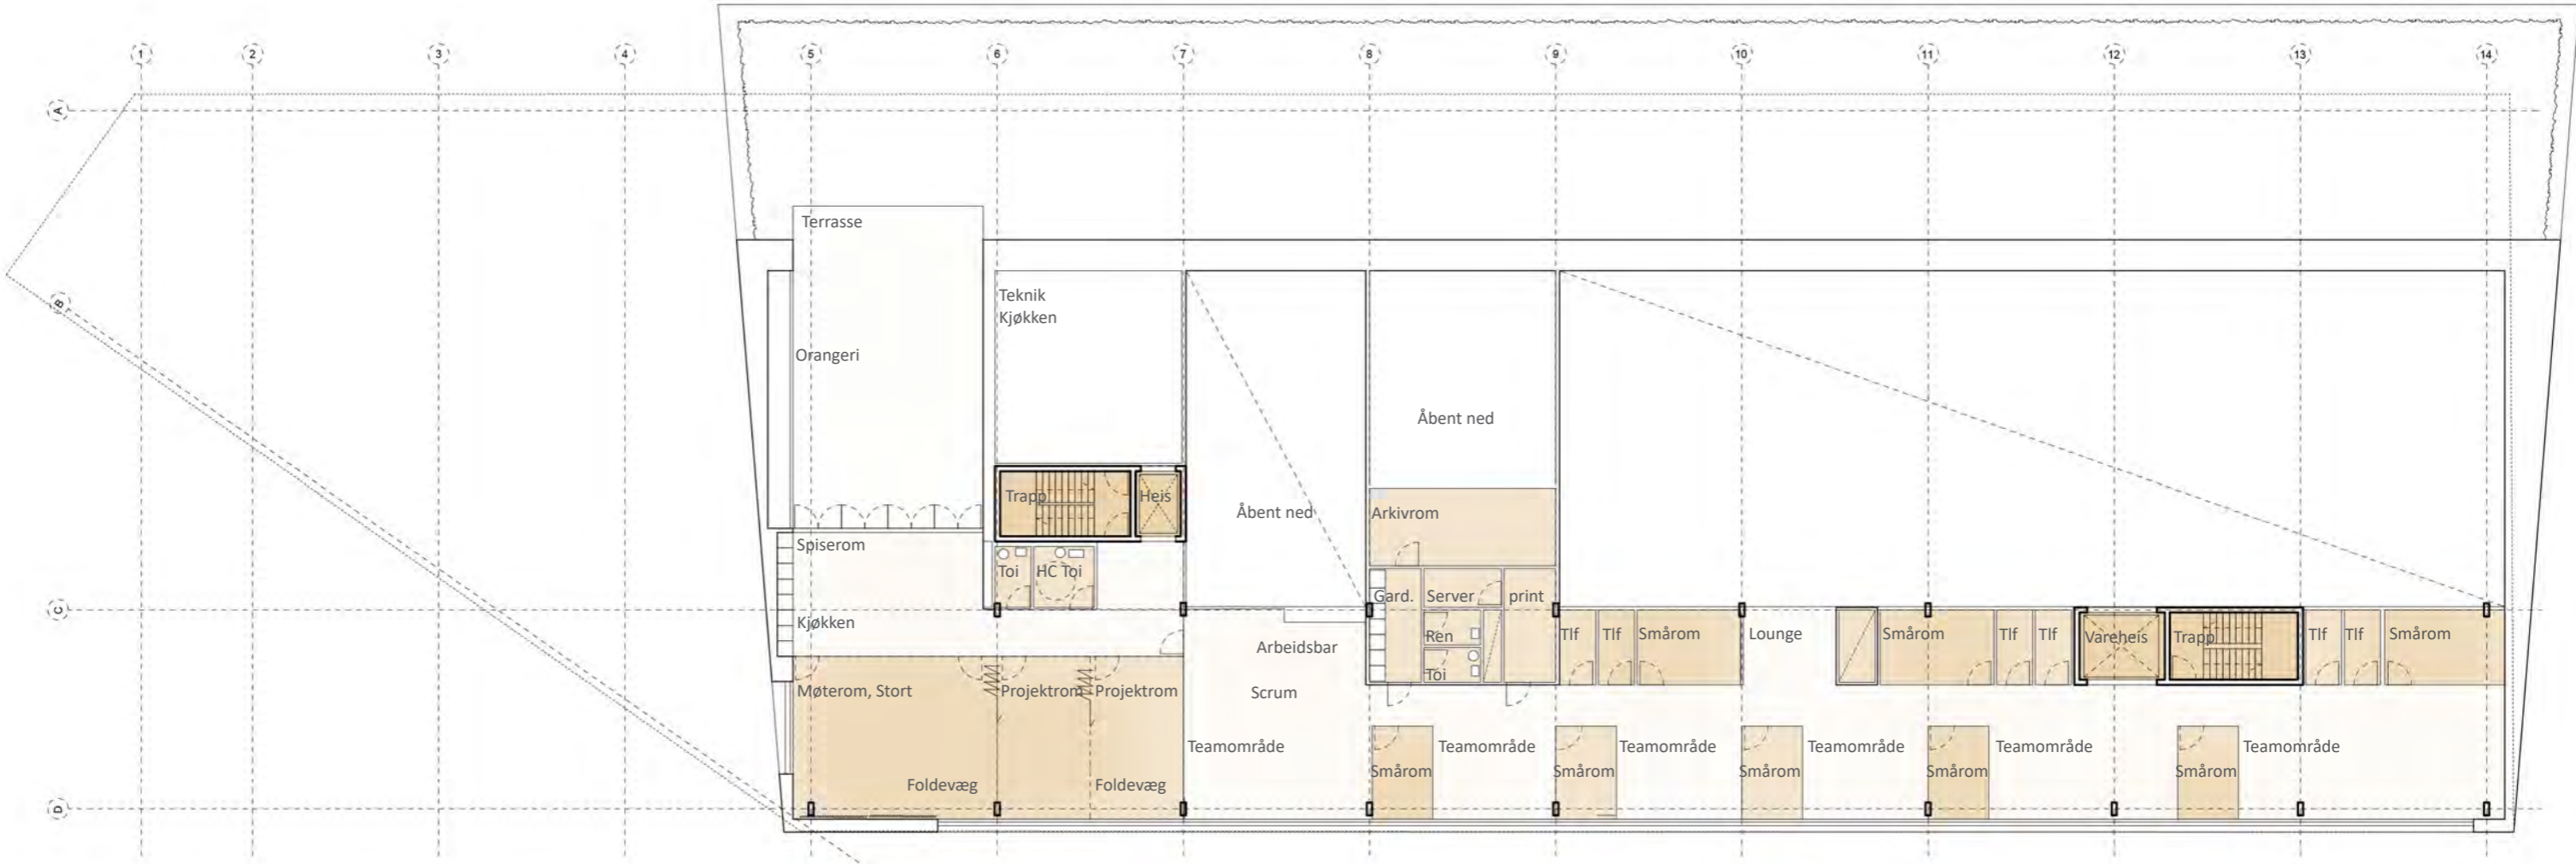 1 2 3 4 5 6 7 8 9 10 11 12 13 14
A
Terrasse
Teknik
Kjøkken
B
Orangeri
Åbent ned
Trapp Heis
Åbent ned
Arkivrom
Spiserom
Toi HC Toi
Gard. Server print
C
Kjøkken
Arbeidsbar
Ren
Tlf Tlf Smårom Lounge Smårom Tlf Tlf Vareheis Trapp Tlf Tlf Smårom
Toi
Møterom, Stort Projektrom Projektrom Scrum
Teamområde Teamområde Teamområde Teamområde Teamområde Teamområde
Smårom Smårom Smårom Smårom Smårom
Foldevæg Foldevæg
D